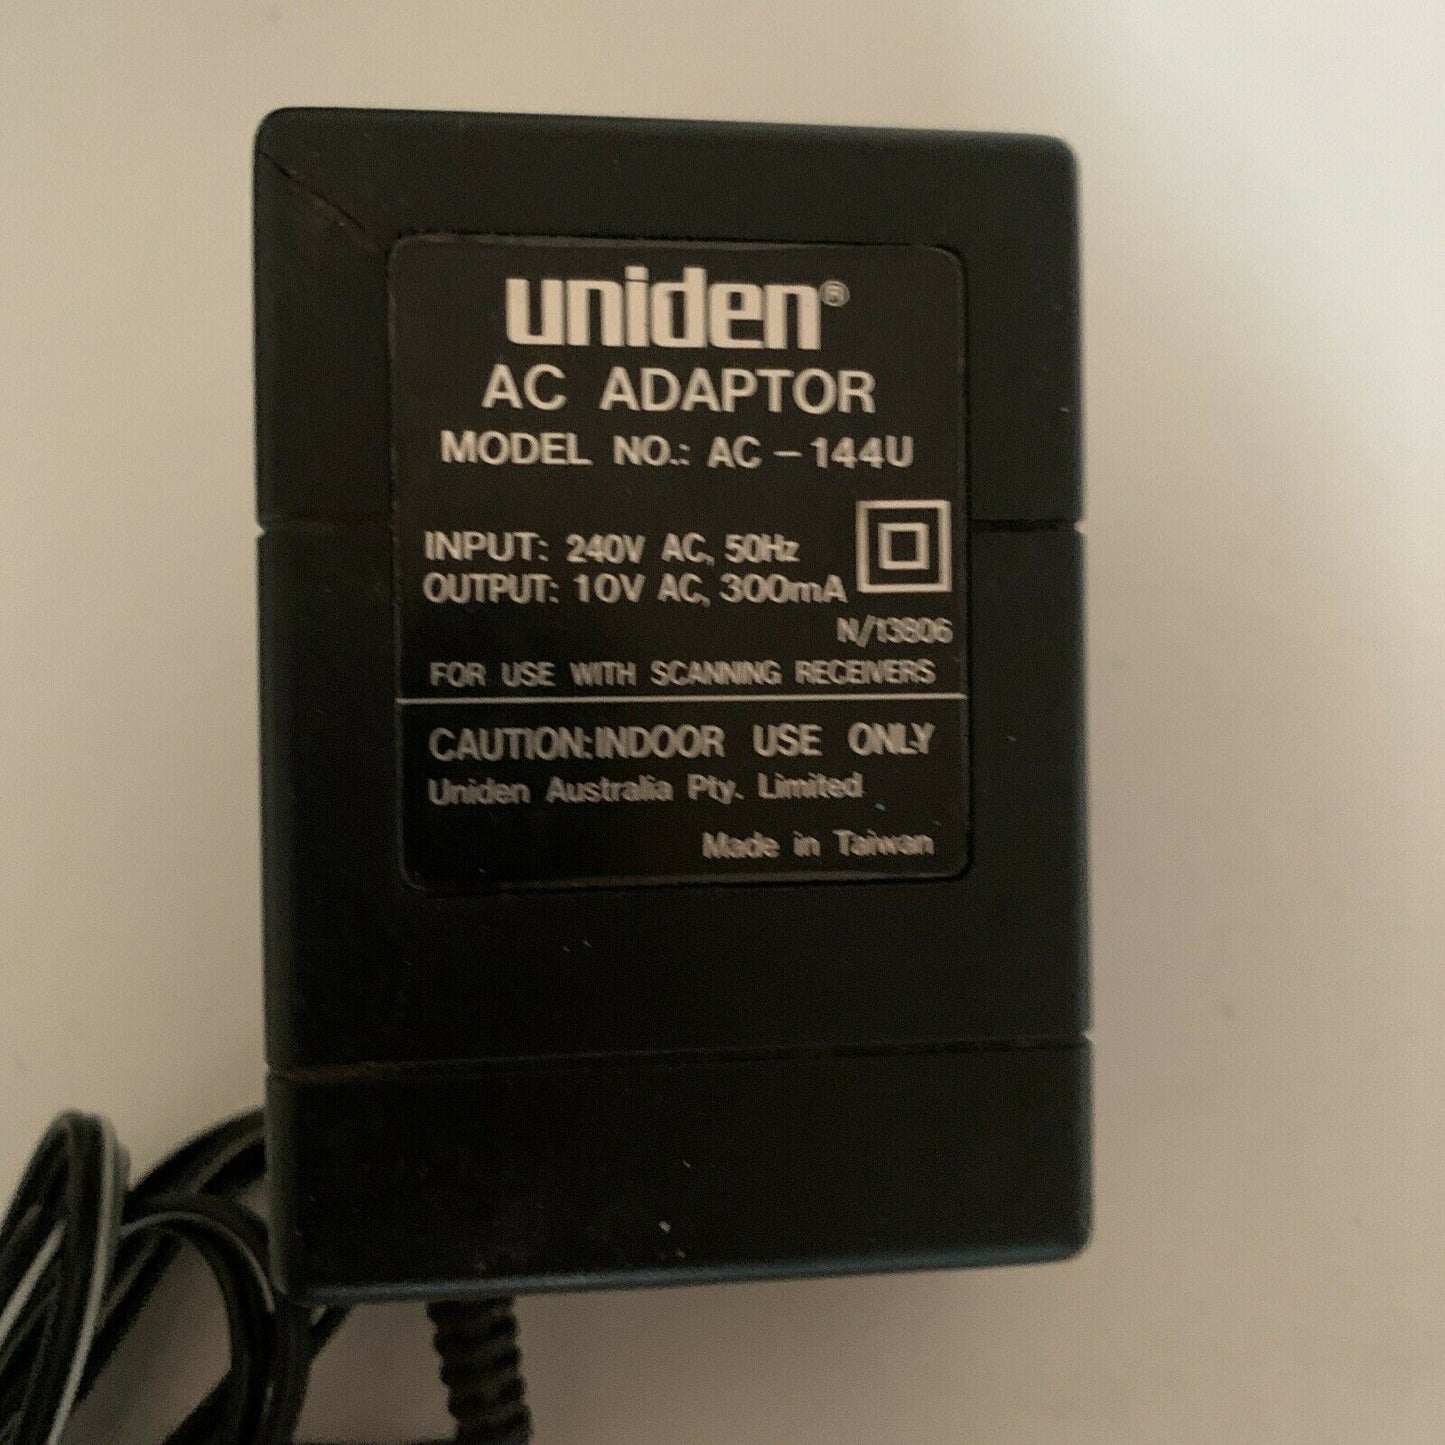 uniden®
AC ADAPTOR
MODEL NO.: AC-144U
INPUT: 240V AC, 50Hz
OUTPUT: 10V AC, 300mA
N/13806
FOR USE WITH SCANNING RECEIVERS
CAUTION: INDOOR USE ONLY
Uniden Australia Pty. Limited
Made in Taiwan